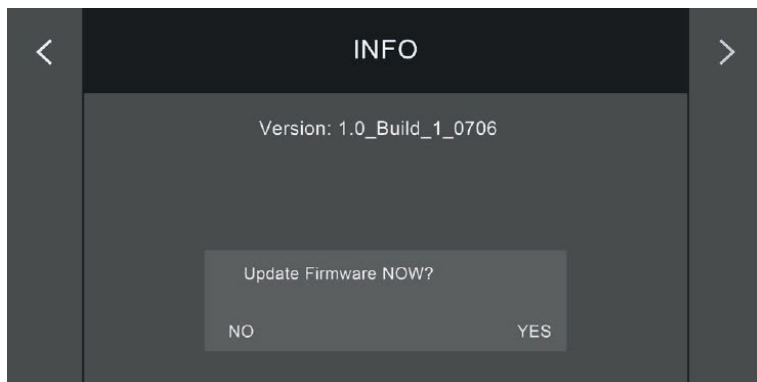 INFO
Version: 1.0_Build_1_0706
Update Firmware NOW?
NO YES